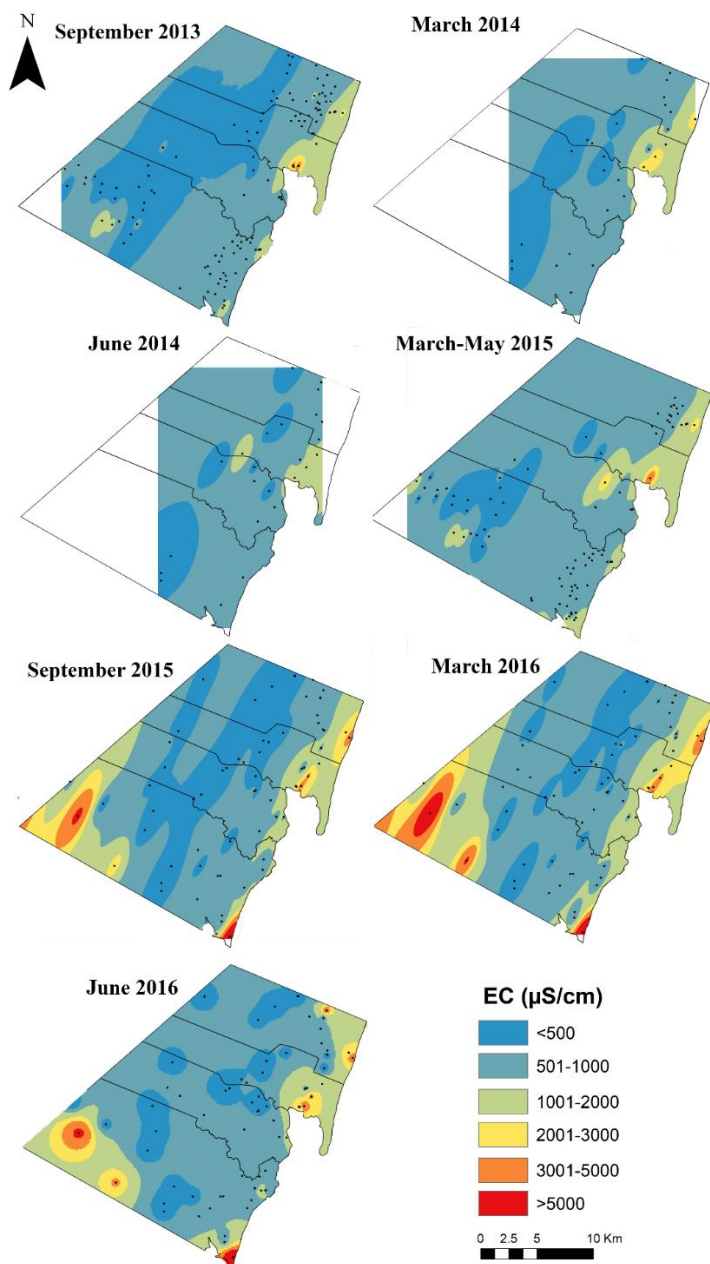 N
September 2013
March 2014
June 2014
March-May 2015
September 2015
March 2016
June 2016
EC (µS/cm)
<500
501-1000
1001-2000
2001-3000
3001-5000
>5000
0 2.5 5 10 Km